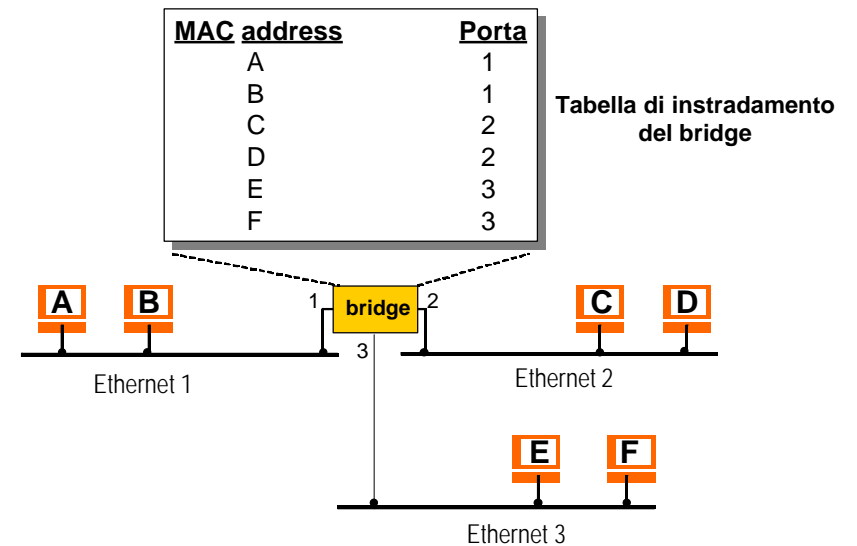 MAC address Porta
A 1
B 1
C 2
D 2
E 3
F 3
Tabella di instradamento
del bridge
A B 1 bridge 2 C D
3
Ethernet 1 Ethernet 2
E F
Ethernet 3